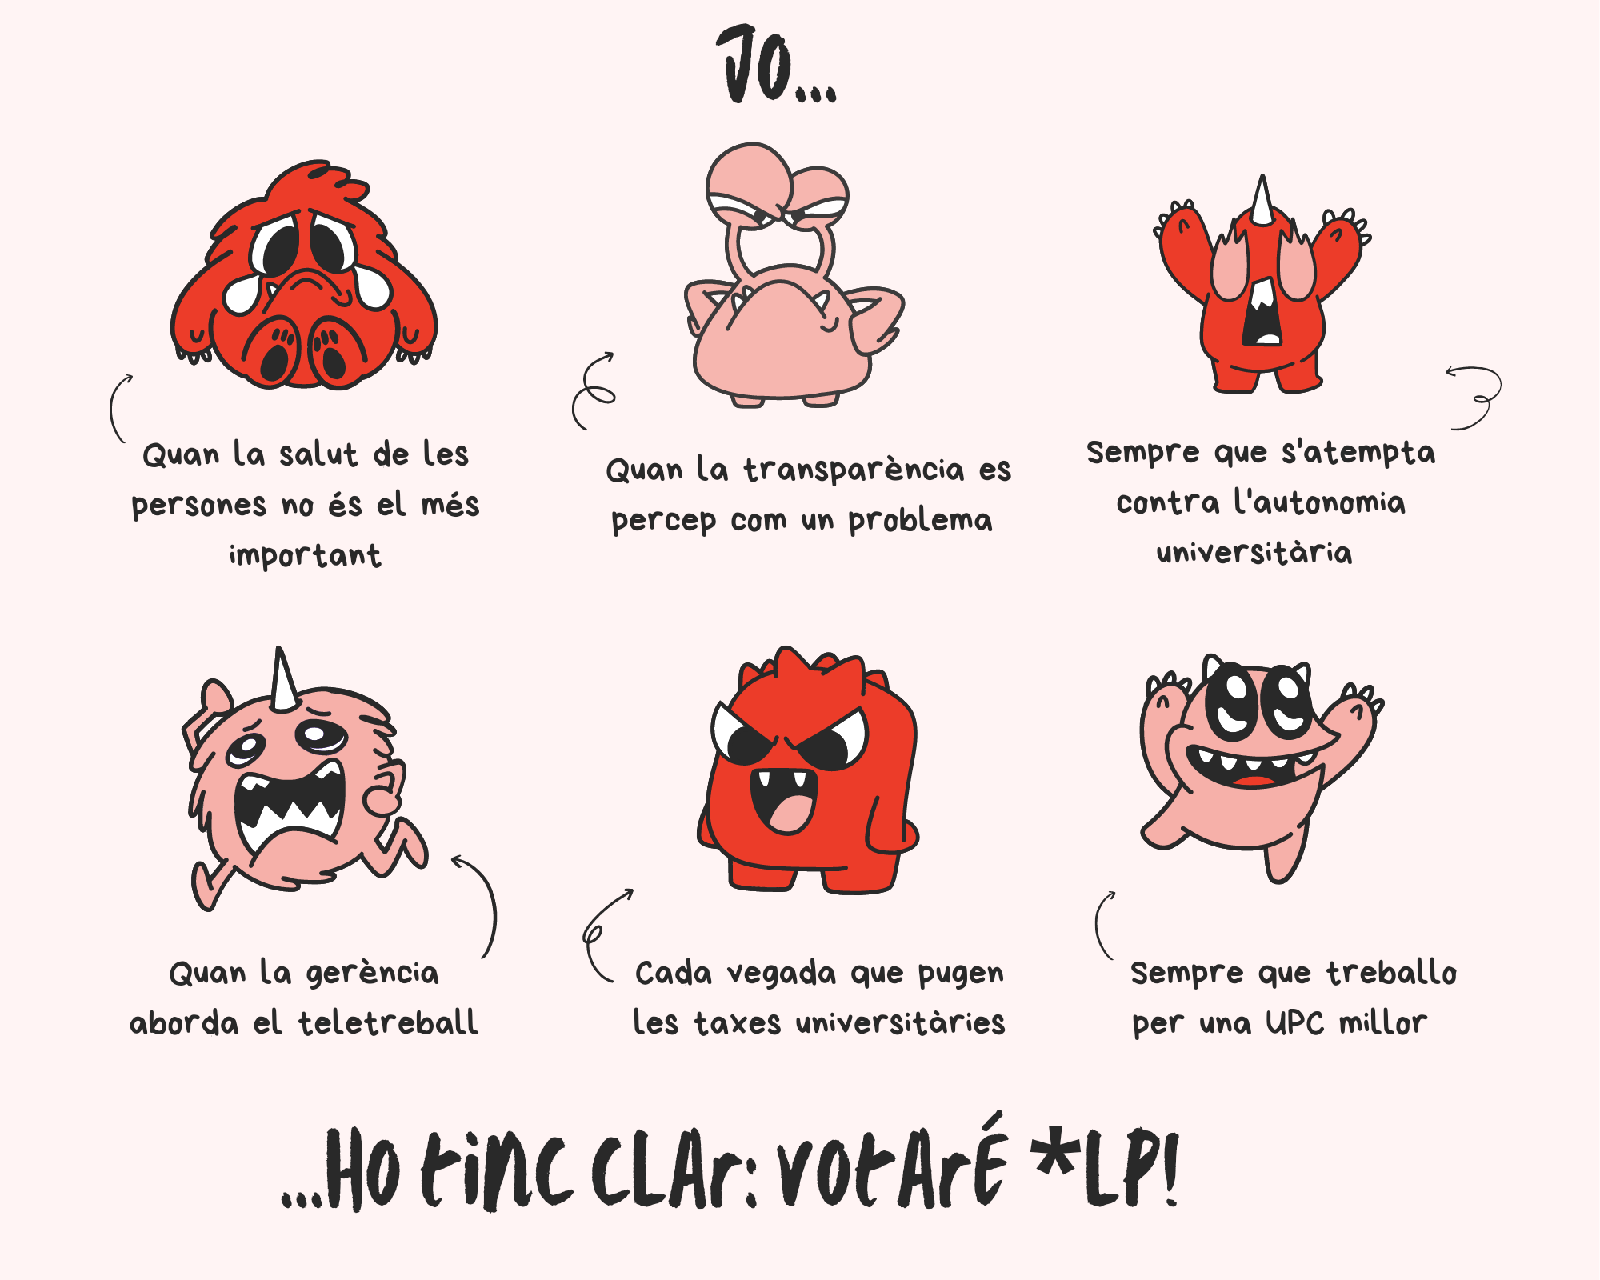 Jo...
Quan la salut de les
persones no és el més
important
Quan la transparència es
percep com un problema
Sempre que s'atempta
contra l'autonomia
universitària
Quan la gerència
aborda el teletreball
Cada vegada que pugen
les taxes universitàries
Sempre que treballo
per una UPC millor
...Ho tinc clar: votaré *LP!